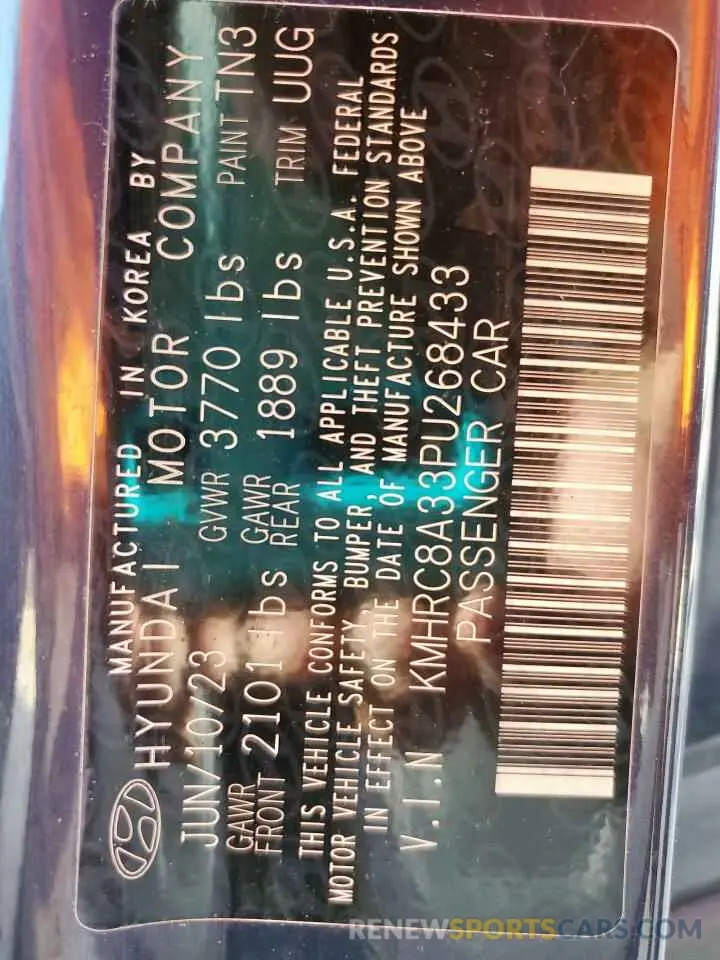 MANUFACTURED IN KOREA BY
HYUNDAI MOTOR COMPANY
JUN/10/23 GVWR 3770 lbs PAINT TN3
GAWR FRONT 2101 lbs GAWR REAR 1889 lbs TRIM UUG
THIS VEHICLE CONFORMS TO ALL APPLICABLE U.S.A. FEDERAL
MOTOR VEHICLE SAFETY, BUMPER, AND THEFT PREVENTION STANDARDS
IN EFFECT ON THE DATE OF MANUFACTURE SHOWN ABOVE
V.I.N KMHRC8A33PU268433
PASSENGER CAR
RENEWSPORTSCARS.COM